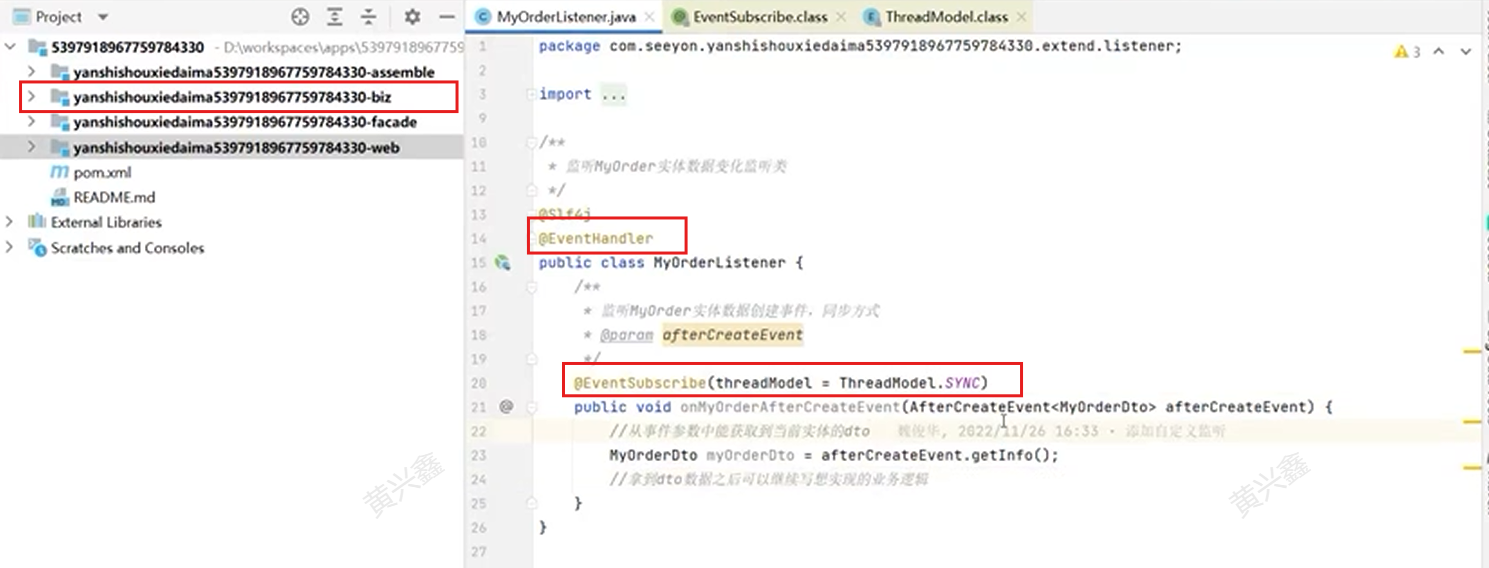 Project
5397918967759784330 - D:\workspaces\apps\5397918967759
yanshishouxiedaima5397918967759784330-assemble
yanshishouxiedaima5397918967759784330-biz
yanshishouxiedaima5397918967759784330-facade
yanshishouxiedaima5397918967759784330-web
pom.xml
README.md
External Libraries
Scratches and Consoles
MyOrderListener.java EventSubscribe.class ThreadModel.class
3
1 package com.seeyon.yanshishouxiedaima5397918967759784330.extend.listener;
2
3 import ...
9
10 /**
11 * 监听MyOrder实体数据变化监听类
12 */
13 @Slf4j
14 @EventHandler
15 public class MyOrderListener {
16 /**
17 * 监听MyOrder实体数据创建事件，同步方式
18 * @param afterCreateEvent
19 */
20 @EventSubscribe(threadModel = ThreadModel.SYNC)
21 public void onMyOrderAfterCreateEvent(AfterCreateEvent<MyOrderDto> afterCreateEvent) {
22 //从事件参数中能获取到当前实体的dto 魏俊华, 2022/11/26 16:33 · 添加自定义监听
23 MyOrderDto myOrderDto = afterCreateEvent.getInfo();
24 //拿到dto数据之后可以继续写想实现的业务逻辑
25 }
26 }
27
黄兴鑫
黄兴鑫